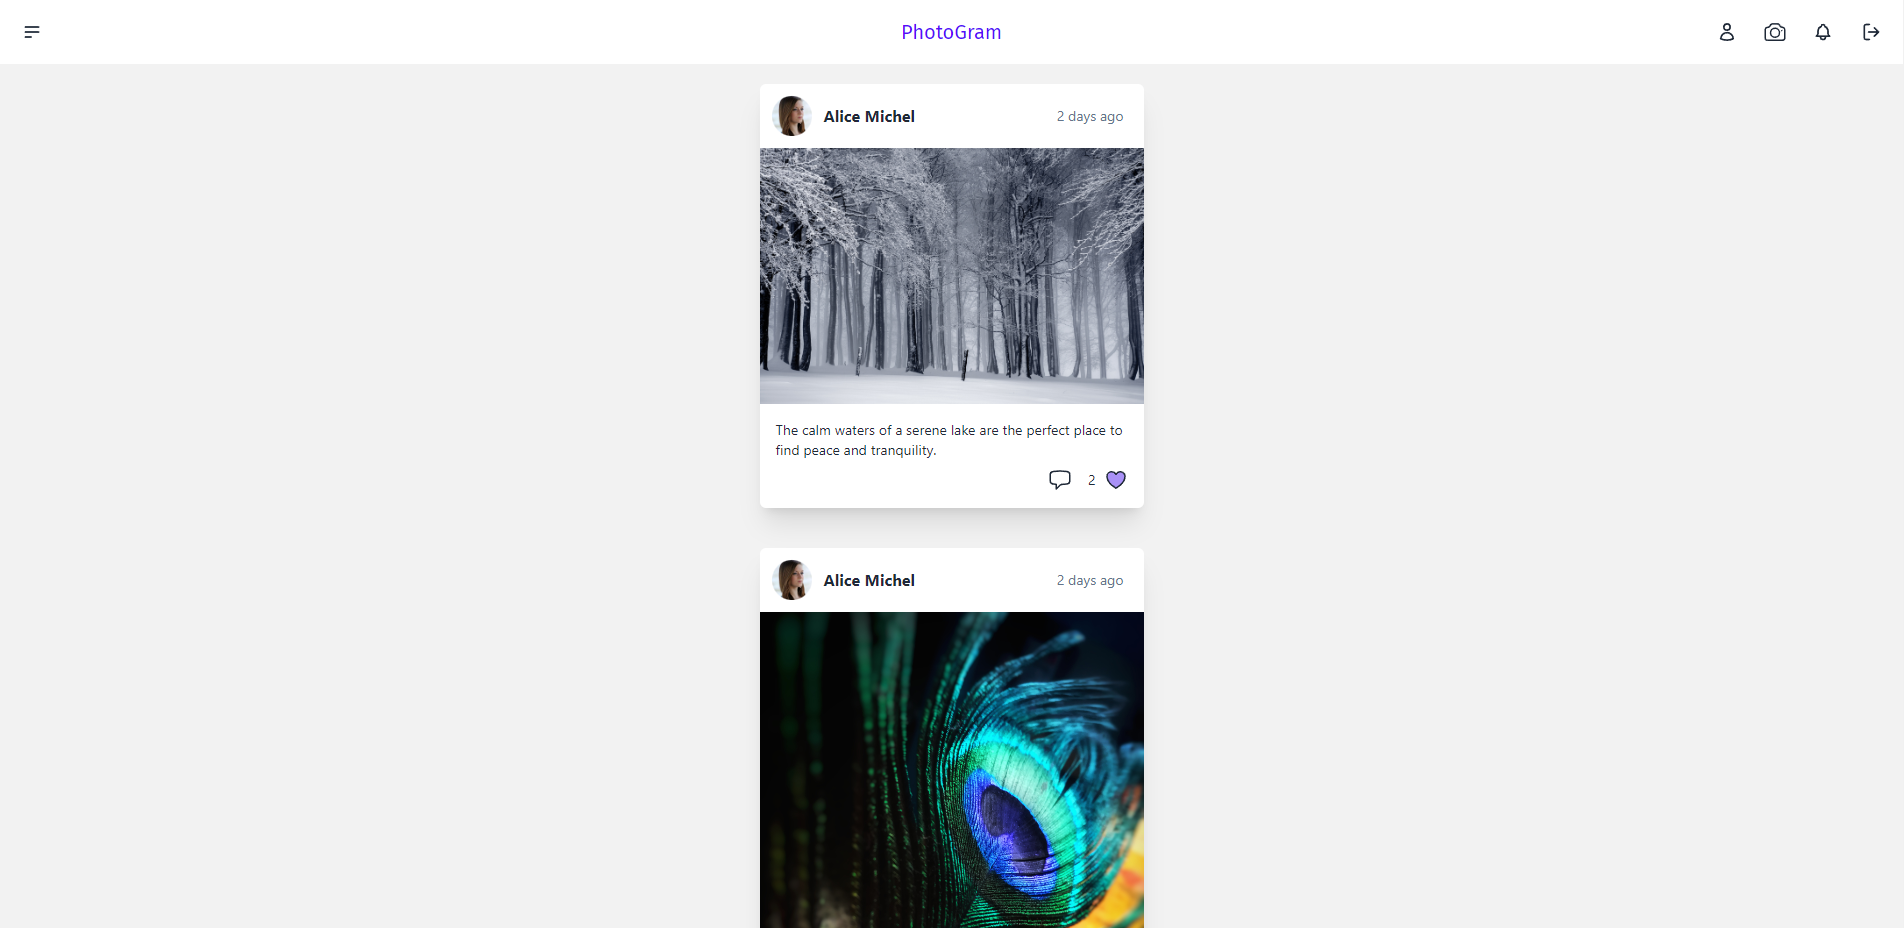 PhotoGram
Alice Michel
2 days ago
The calm waters of a serene lake are the perfect place to
find peace and tranquility.
2
Alice Michel
2 days ago